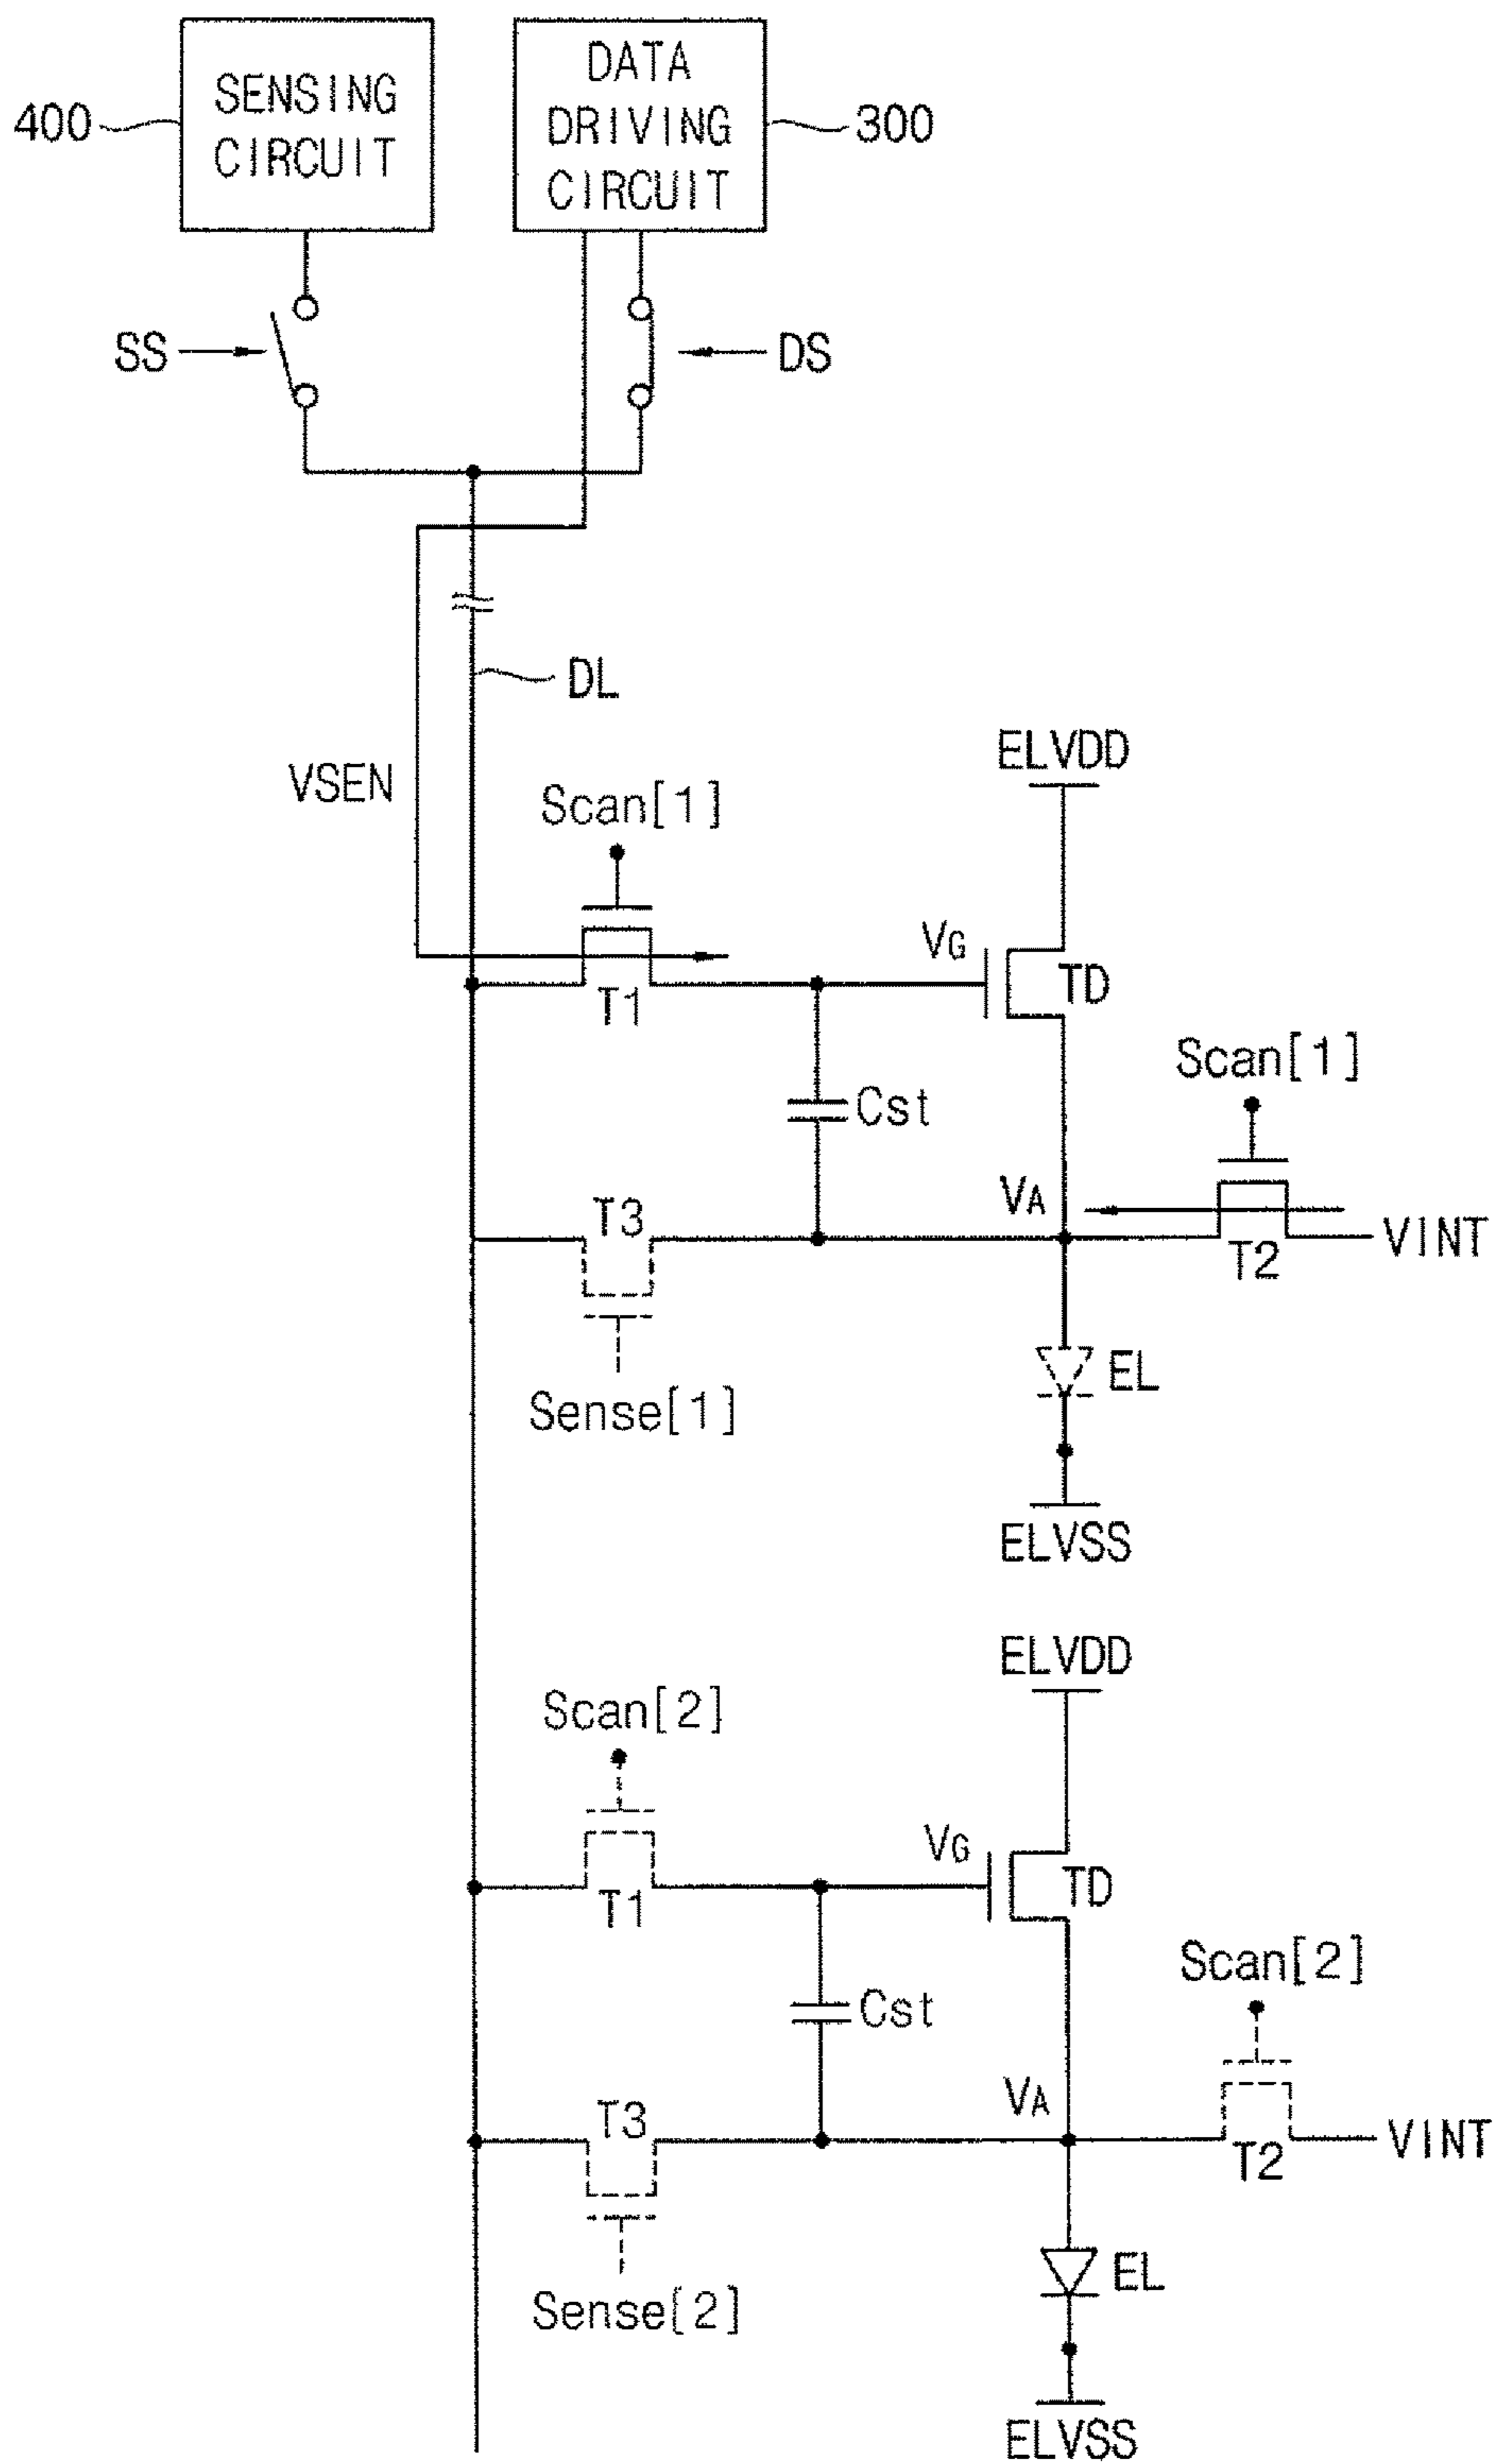 SENSING
CIRCUIT
DATA
DRIVING
CIRCUIT
400
300
SS
DS
DL
VSEN
ELVDD
Scan[1]
VG
TD
T1
Scan[1]
Cst
T3
VA
VINT
T2
EL
Sense[1]
ELVSS
ELVDD
Scan[2]
VG
TD
T1
Scan[2]
Cst
T3
VA
VINT
T2
EL
Sense[2]
ELVSS